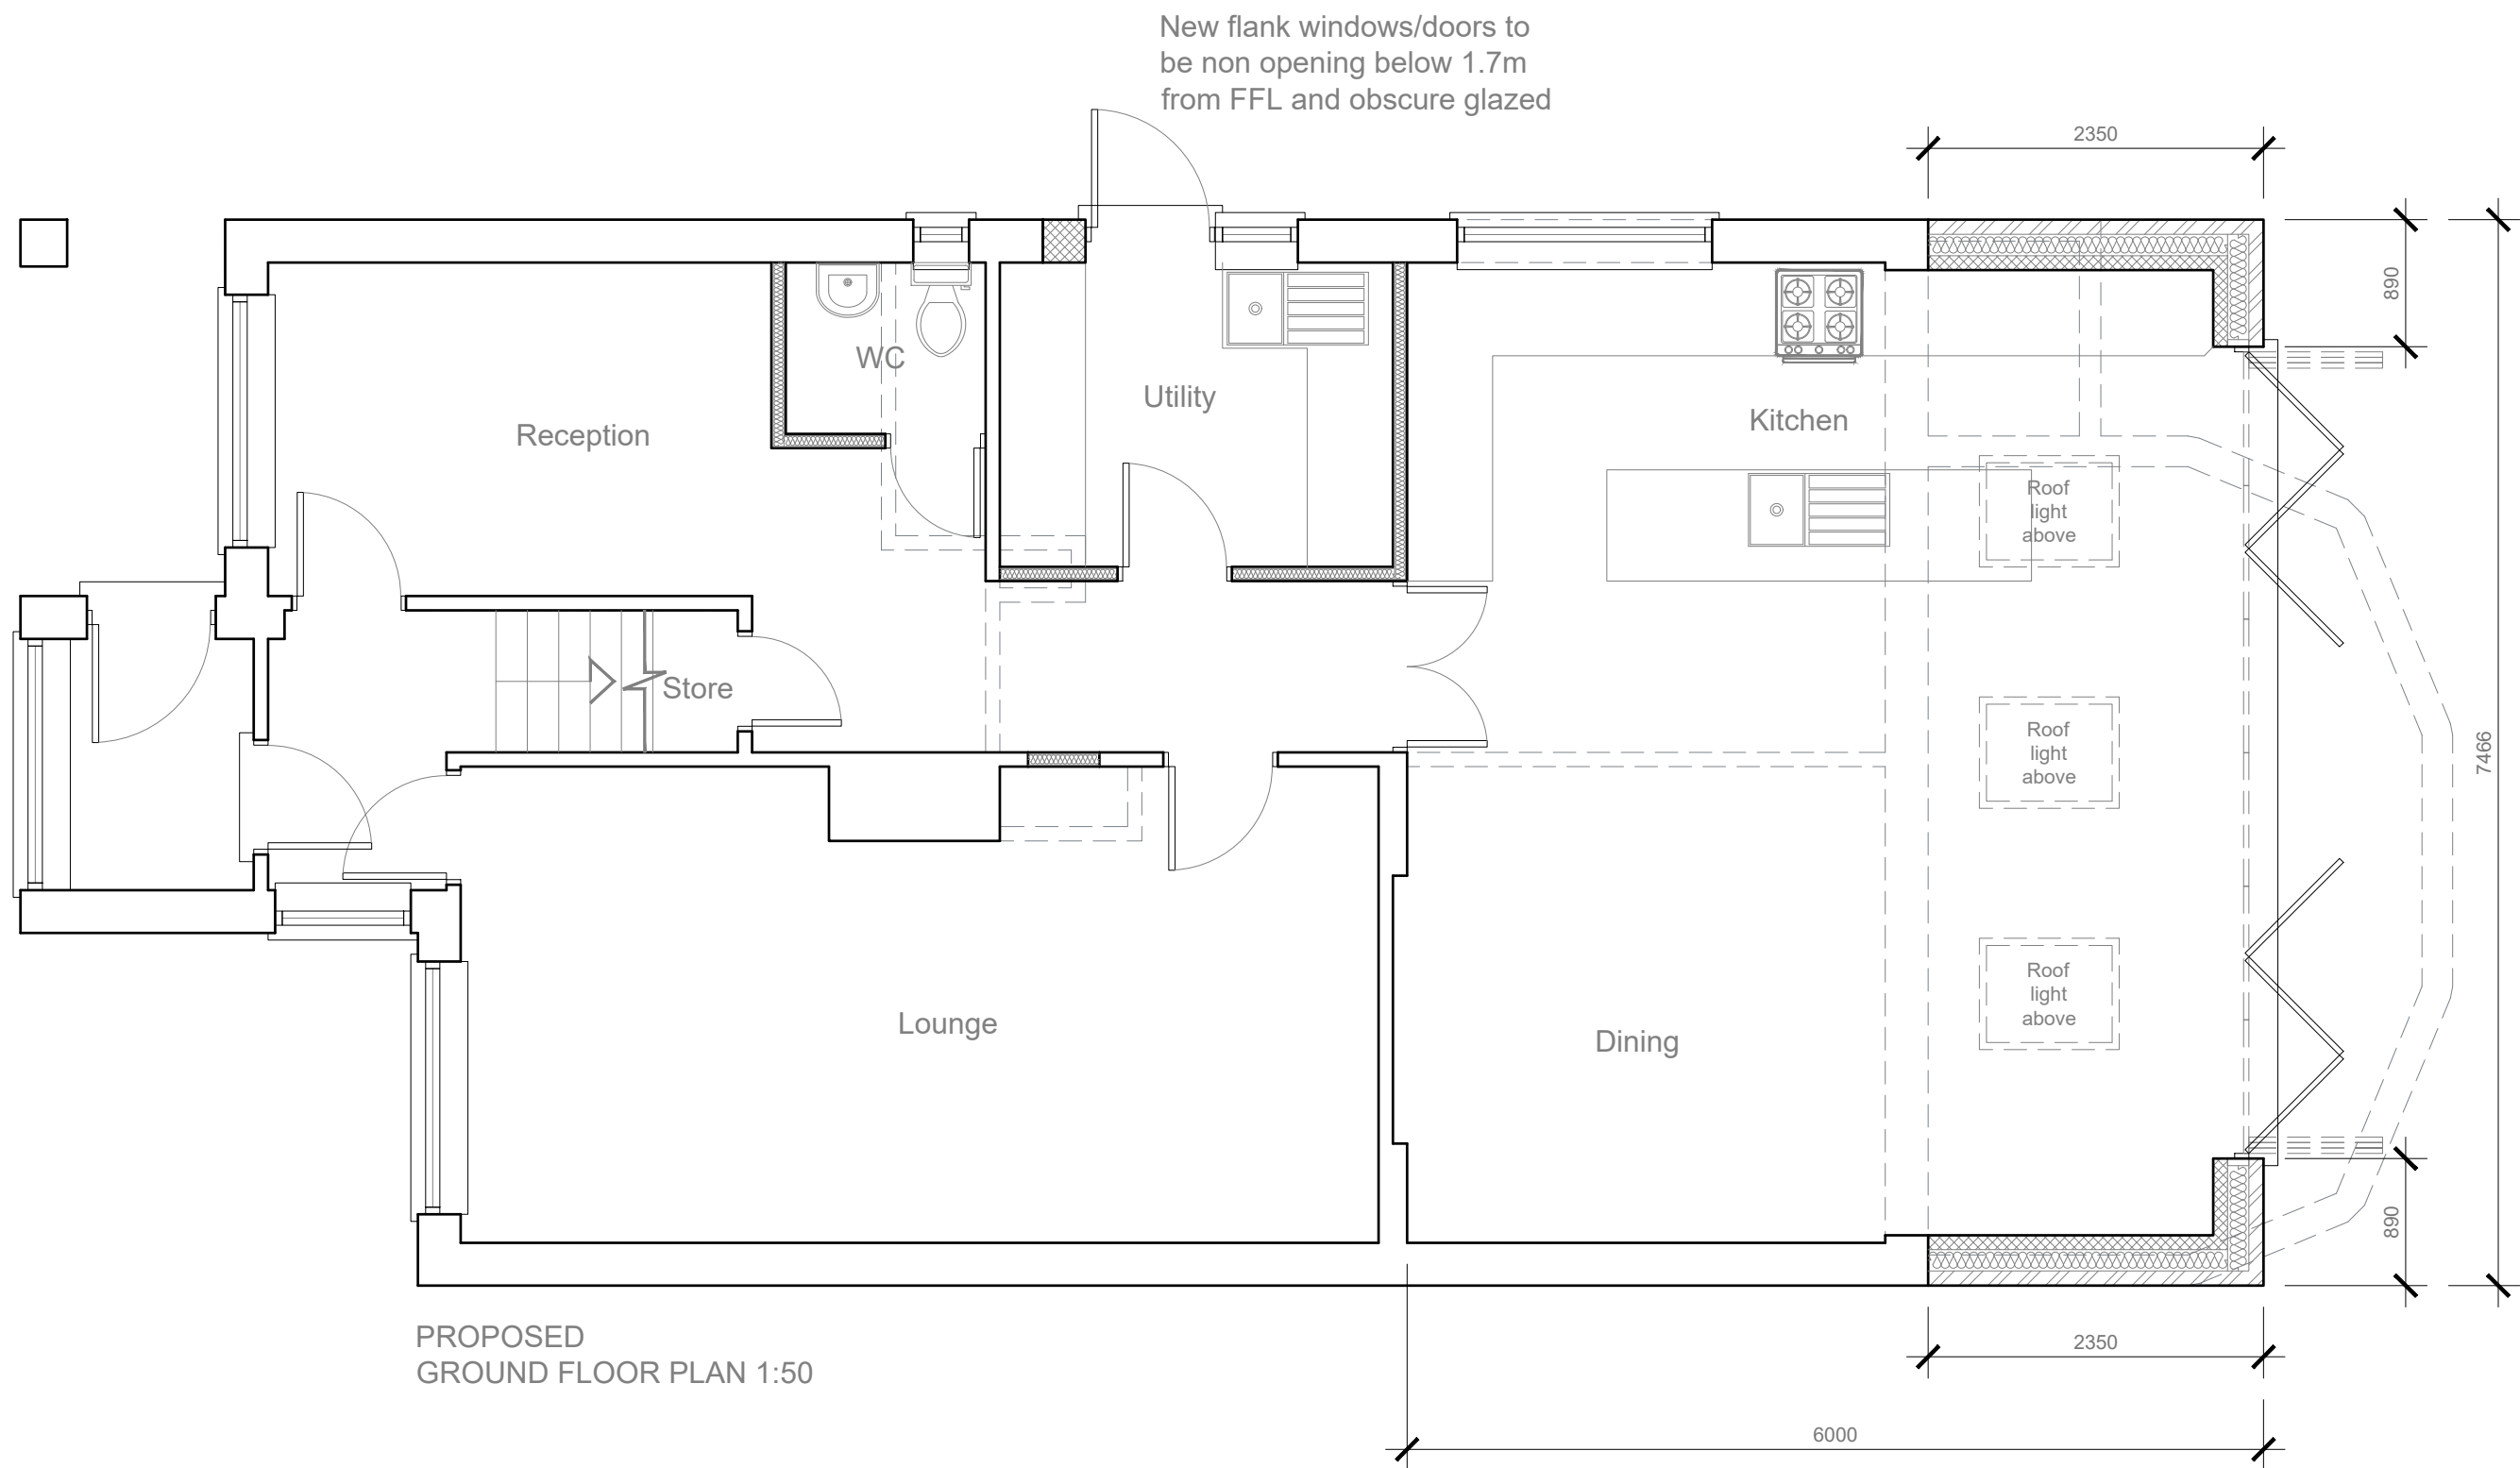 New flank windows/doors to
be non opening below 1.7m
from FFL and obscure glazed
2350
890
WC
Utility
Kitchen
Reception
Roof
light
above
Store
Roof
light
above
7466
Roof
light
above
Lounge
Dining
890
PROPOSED
GROUND FLOOR PLAN 1:50
2350
6000